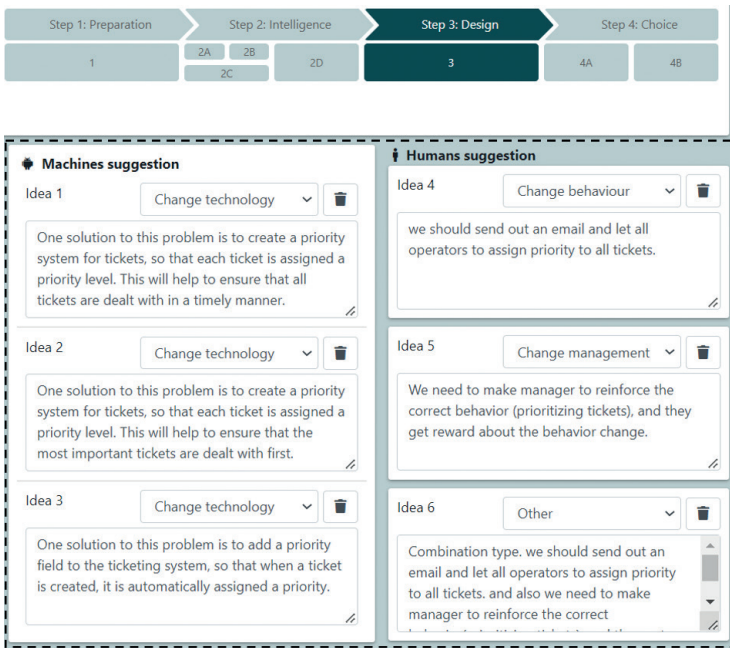 Step 1: Preparation
Step 2: Intelligence
Step 3: Design
Step 4: Choice
1
2A
2B
2C
2D
3
4A
4B
Machines suggestion
Idea 1
Change technology
One solution to this problem is to create a priority
system for tickets, so that each ticket is assigned a
priority level. This will help to ensure that all
tickets are dealt with in a timely manner.
Idea 2
Change technology
One solution to this problem is to create a priority
system for tickets, so that each ticket is assigned a
priority level. This will help to ensure that the
most important tickets are dealt with first.
Idea 3
Change technology
One solution to this problem is to add a priority
field to the ticketing system, so that when a ticket
is created, it is automatically assigned a priority.
Humans suggestion
Idea 4
Change behaviour
we should send out an email and let all
operators to assign priority to all tickets.
Idea 5
Change management
We need to make manager to reinforce the
correct behavior (prioritizing tickets), and they
get reward about the behavior change.
Idea 6
Other
Combination type. we should send out an
email and let all operators to assign priority
to all tickets. and also we need to make
manager to reinforce the correct